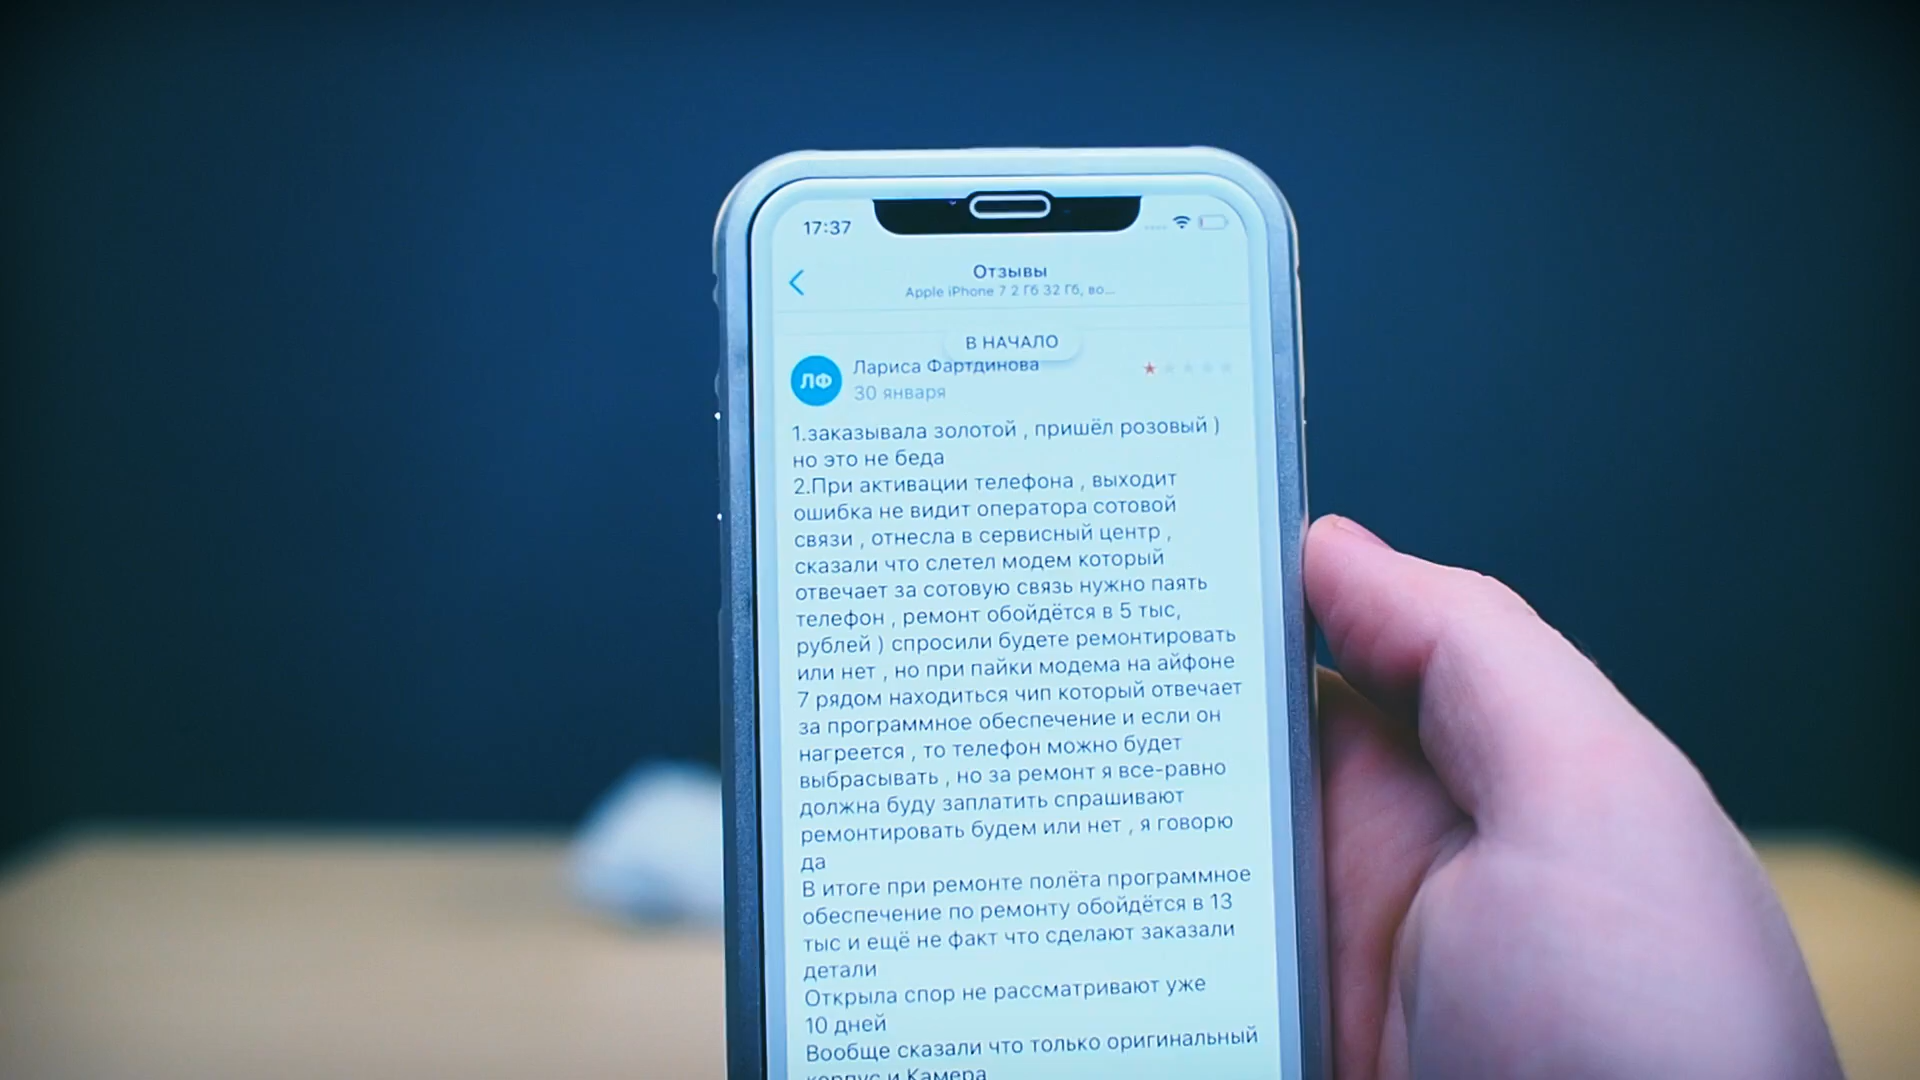 17:37
Отзывы
Apple iPhone 7 2 Гб 32 Гб, во...
В НАЧАЛО
ЛФ
Лариса Фартдинова
30 января
1.заказывала золотой , пришёл розовый )
но это не беда
2.При активации телефона , выходит
ошибка не видит оператора сотовой
связи , отнесла в сервисный центр ,
сказали что слетел модем который
отвечает за сотовую связь нужно паять
телефон , ремонт обойдётся в 5 тыс,
рублей ) спросили будете ремонтировать
или нет , но при пайки модема на айфоне
7 рядом находиться чип который отвечает
за программное обеспечение и если он
нагреется , то телефон можно будет
выбрасывать , но за ремонт я все-равно
должна буду заплатить спрашивают
ремонтировать будем или нет , я говорю
да
В итоге при ремонте полёта программное
обеспечение по ремонту обойдётся в 13
тыс и ещё не факт что сделают заказали
детали
Открыла спор не рассматривают уже
10 дней
Вообще сказали что только оригинальный
корпус и Камера